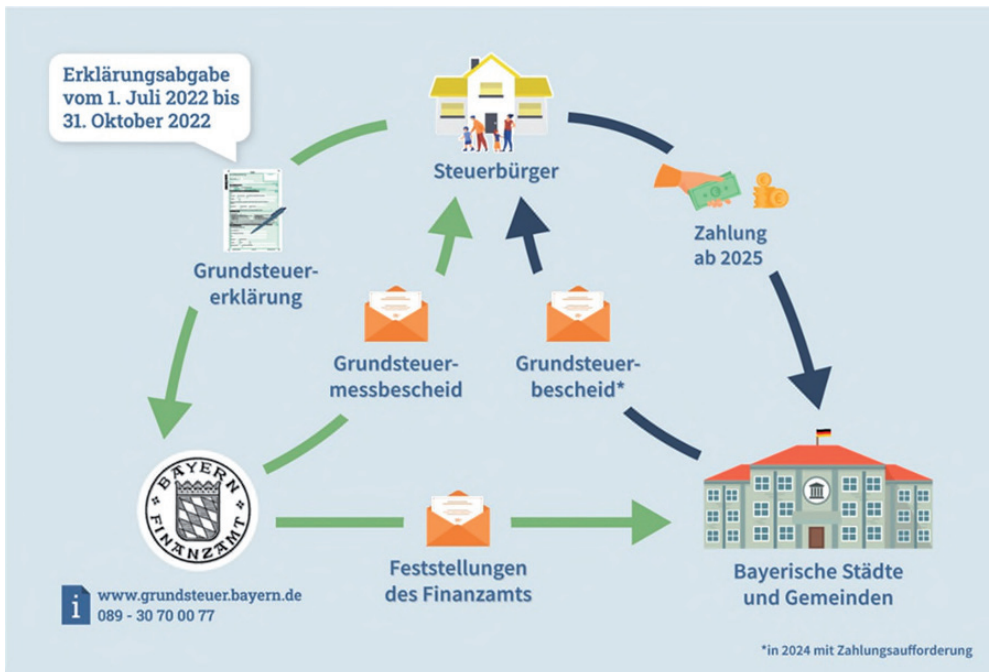 Erklärungsabgabe
vom 1. Juli 2022 bis
31. Oktober 2022
Steuerbürger
Grundsteuer-
erklärung
Zahlung
ab 2025
Grundsteuer-
messbescheid
Grundsteuer-
bescheid*
BAYERN
FINANZAMT
Feststellungen
des Finanzamts
Bayerische Städte
und Gemeinden
i
www.grundsteuer.bayern.de
089 - 30 70 00 77
*in 2024 mit Zahlungsaufforderung